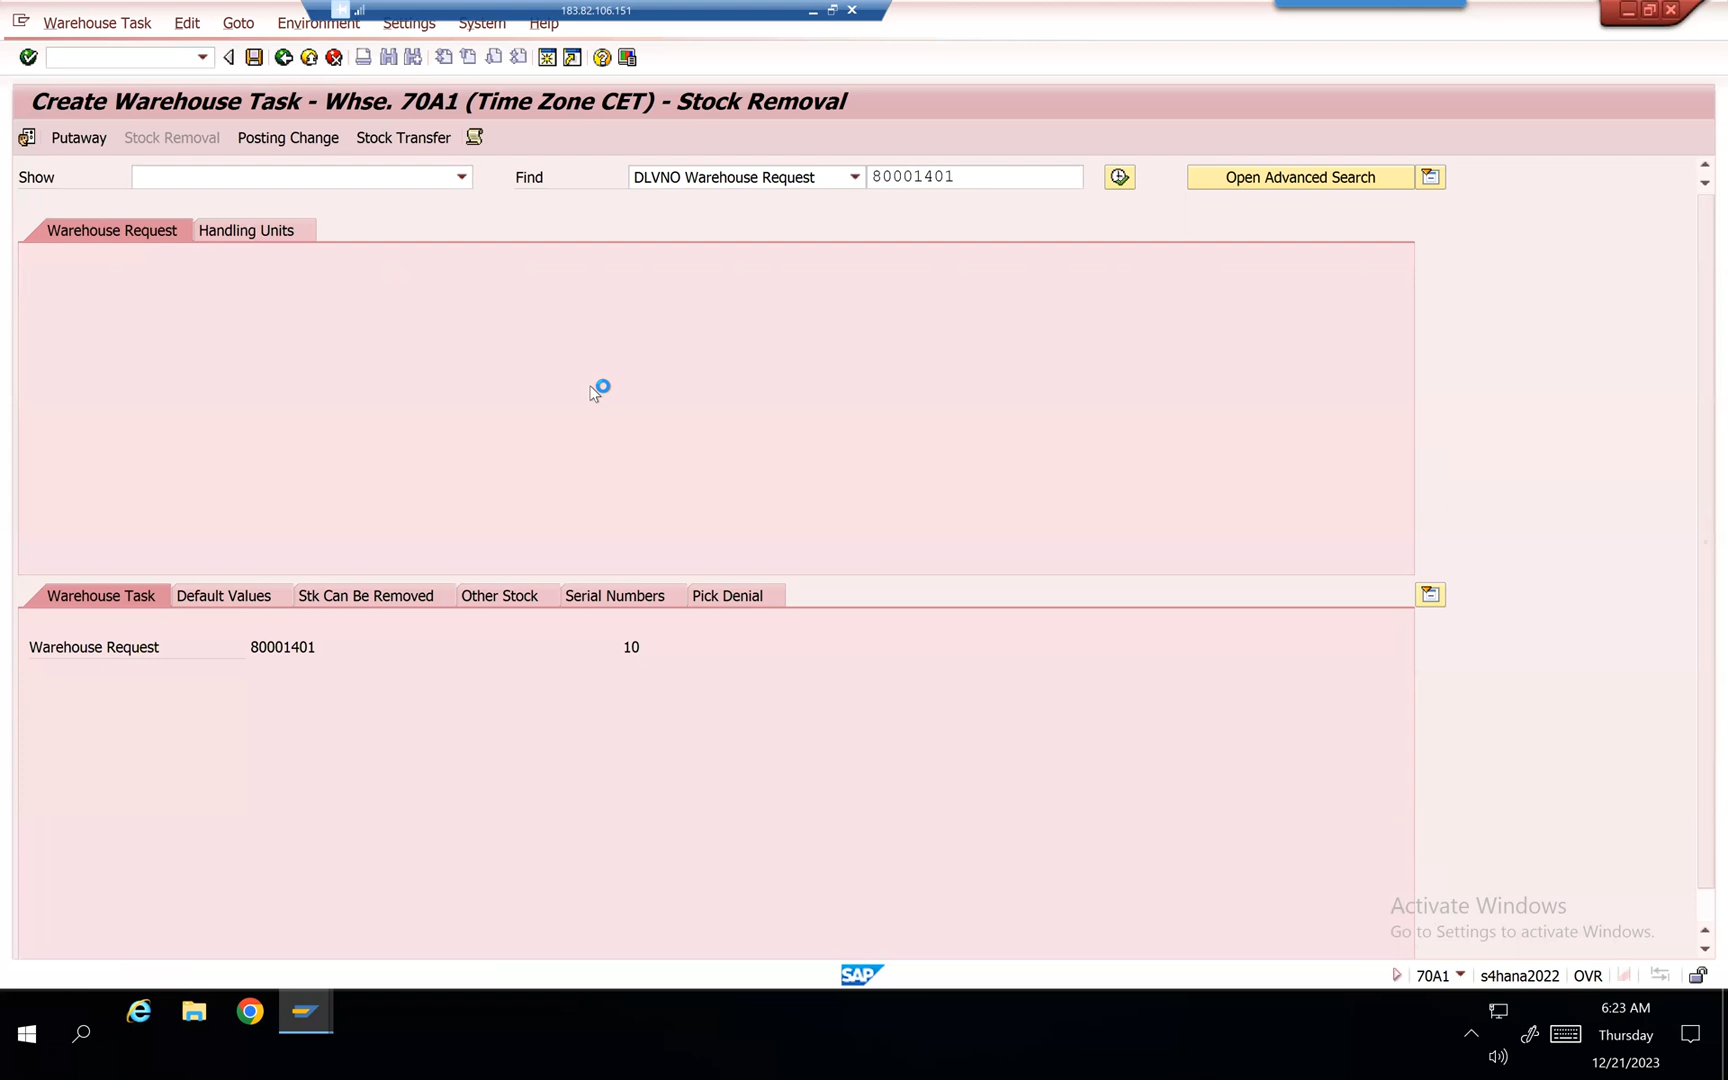 183.82.106.151
Warehouse Task Edit Goto Environment Settings System Help
Create Warehouse Task - Whse. 70A1 (Time Zone CET) - Stock Removal
Putaway Stock Removal Posting Change Stock Transfer
Show Find DLVNO Warehouse Request 80001401 Open Advanced Search
Warehouse Request Handling Units
Warehouse Task Default Values Stk Can Be Removed Other Stock Serial Numbers Pick Denial
Warehouse Request 80001401 10
Activate Windows
Go to Settings to activate Windows.
SAP 70A1 s4hana2022 OVR
6:23 AM
Thursday
12/21/2023